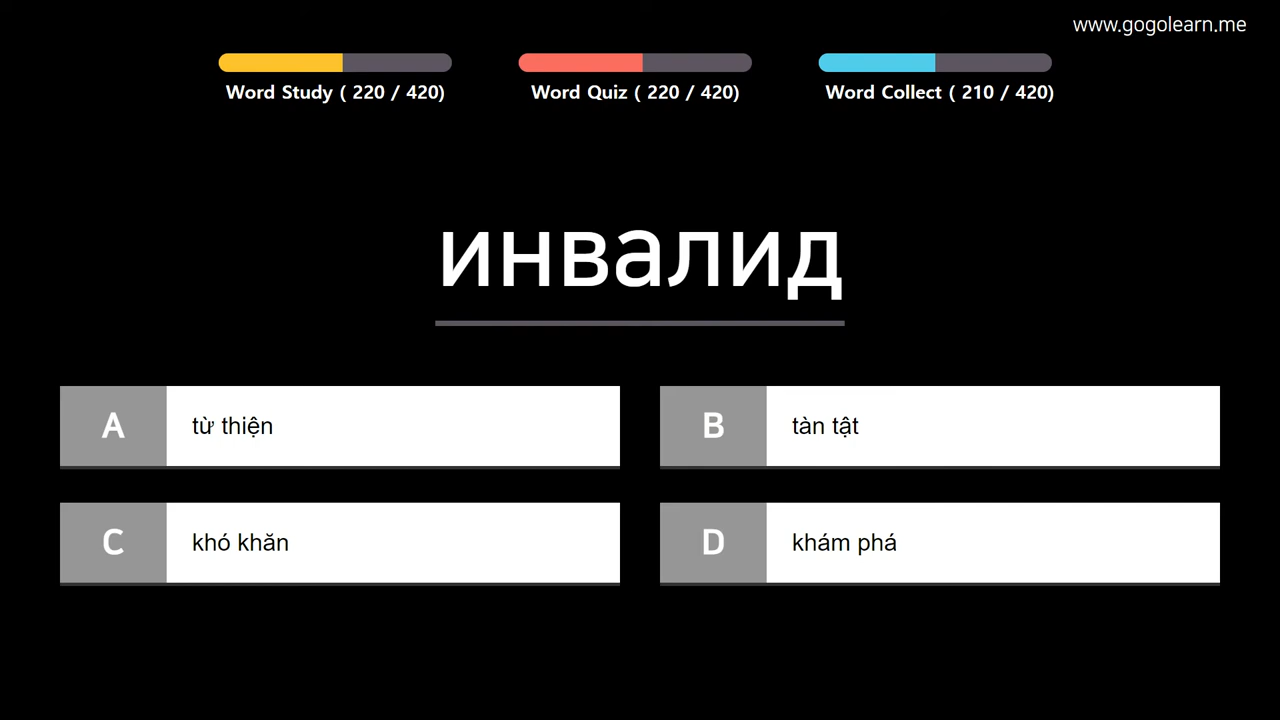 www.gogolearn.me
Word Study ( 220 / 420)
Word Quiz ( 220 / 420)
Word Collect ( 210 / 420)
инвалид
A từ thiện
B tàn tật
C khó khăn
D khám phá